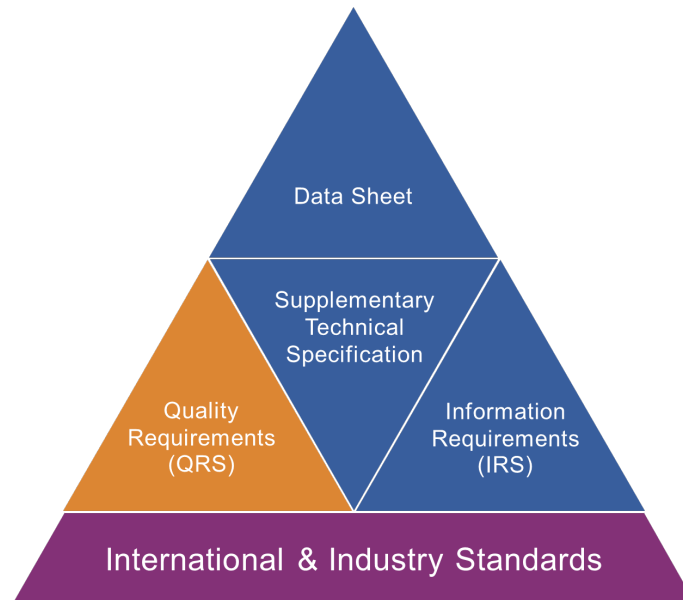 Data Sheet
Supplementary
Technical
Specification
Quality
Requirements
(QRS)
Information
Requirements
(IRS)
International & Industry Standards